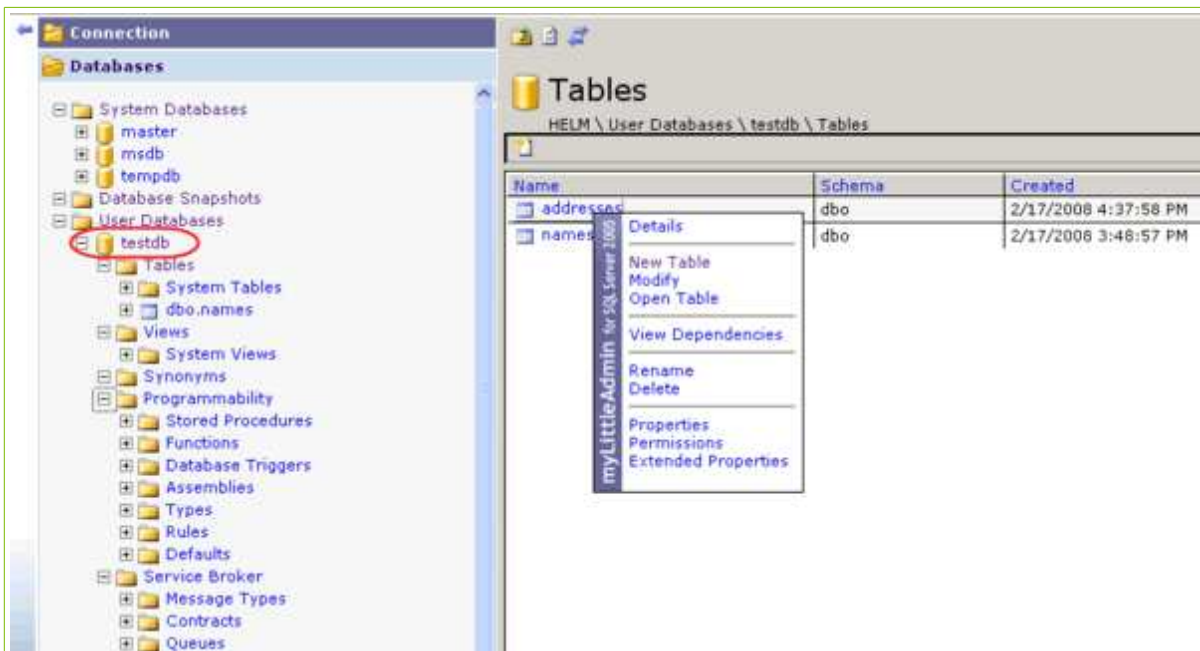 Connection
Databases
System Databases
master
msdb
tempdb
Database Snapshots
User Databases
testdb
Tables
System Tables
dbo.names
Views
System Views
Synonyms
Programmability
Stored Procedures
Functions
Database Triggers
Assemblies
Types
Rules
Defaults
Service Broker
Message Types
Contracts
Queues
Tables
HELM \ User Databases \ testdb \ Tables
Name Schema Created
addresses dbo 2/17/2008 4:37:58 PM
names dbo 2/17/2008 3:48:57 PM
myLittleAdmin for SQL Server 2005
Details
New Table
Modify
Open Table
View Dependencies
Rename
Delete
Properties
Permissions
Extended Properties